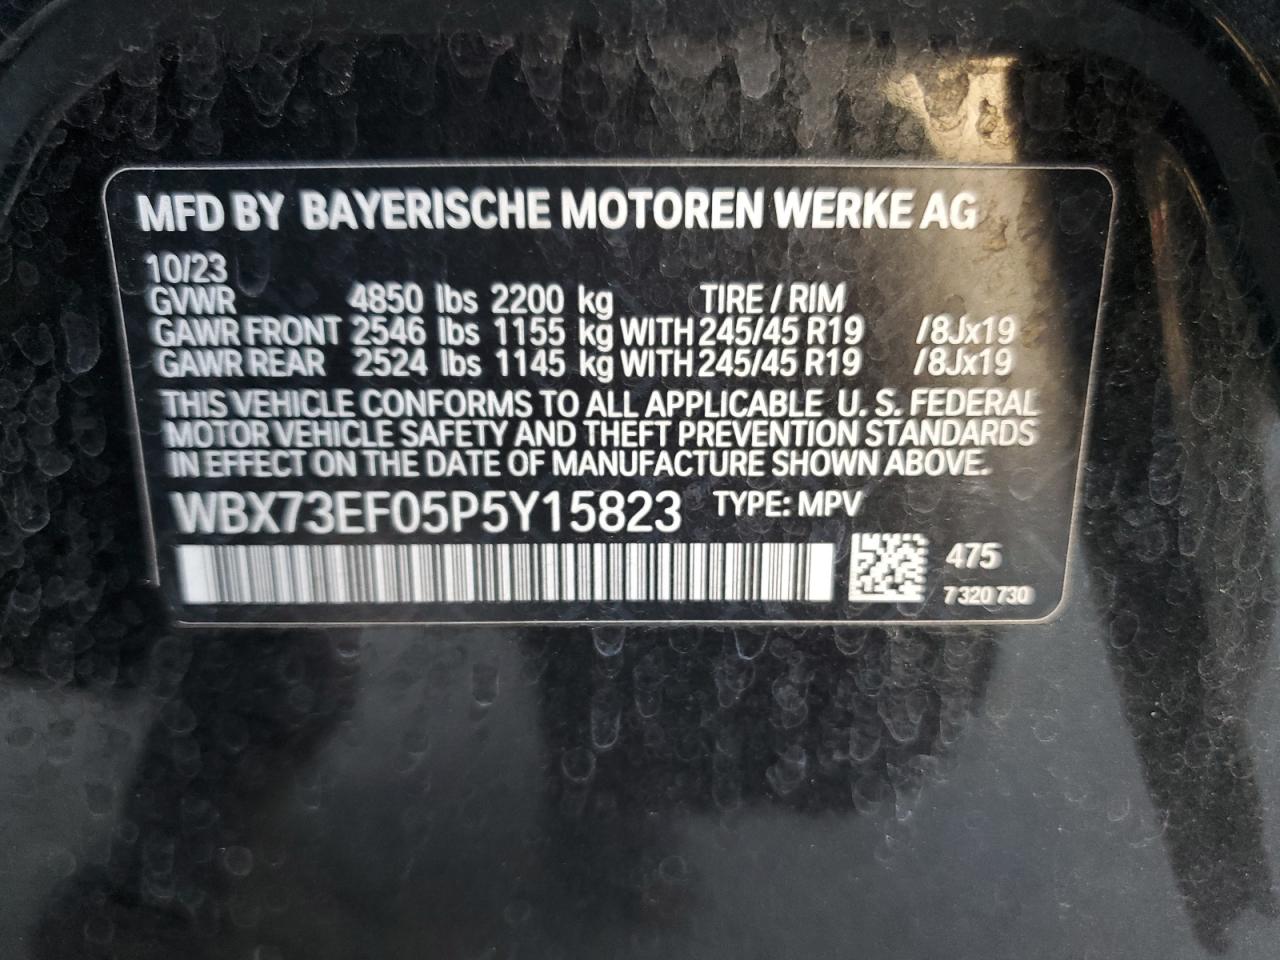 MFD BY BAYERISCHE MOTOREN WERKE AG
10/23
GVWR 4850 lbs 2200 kg TIRE / RIM
GAWR FRONT 2546 lbs 1155 kg WITH 245/45 R19 /8Jx19
GAWR REAR 2524 lbs 1145 kg WITH 245/45 R19 /8Jx19
THIS VEHICLE CONFORMS TO ALL APPLICABLE U. S. FEDERAL
MOTOR VEHICLE SAFETY AND THEFT PREVENTION STANDARDS
IN EFFECT ON THE DATE OF MANUFACTURE SHOWN ABOVE.
WBX73EF05P5Y15823 TYPE: MPV
475
7 320 730